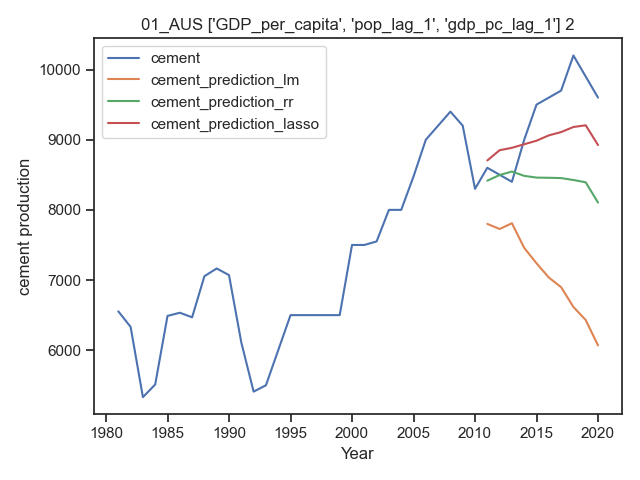 01_AUS ['GDP_per_capita', 'pop_lag_1', 'gdp_pc_lag_1'] 2
cement
cement_prediction_lm
cement_prediction_rr
cement_prediction_lasso
cement production
10000
9000
8000
7000
6000
1980 1985 1990 1995 2000 2005 2010 2015 2020
Year